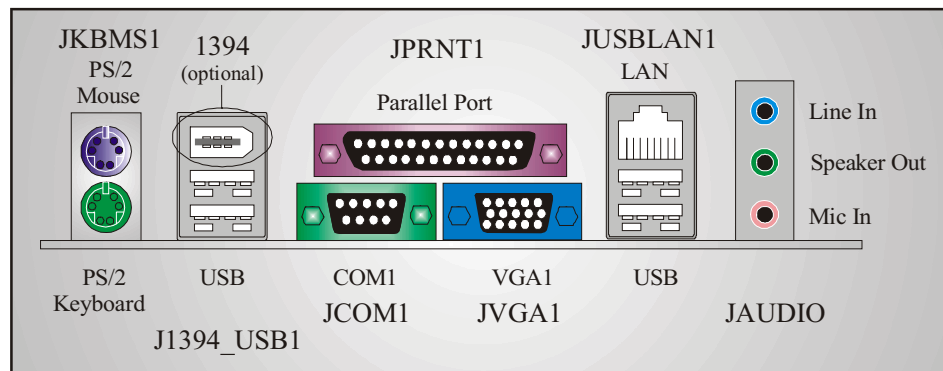 JKBMS1
PS/2
Mouse
1394
(optional)
JPRNT1
Parallel Port
JUSBLAN1
LAN
Line In
Speaker Out
Mic In
PS/2
Keyboard
USB
J1394_USB1
COM1
JCOM1
VGA1
JVGA1
USB
JAUDIO